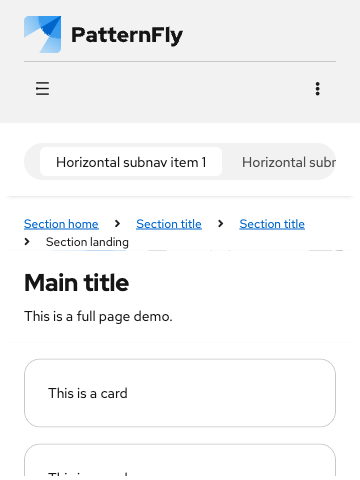 PatternFly
Horizontal subnav item 1 Horizontal subn
Section home Section title Section title
Section landing
Main title
This is a full page demo.
This is a card